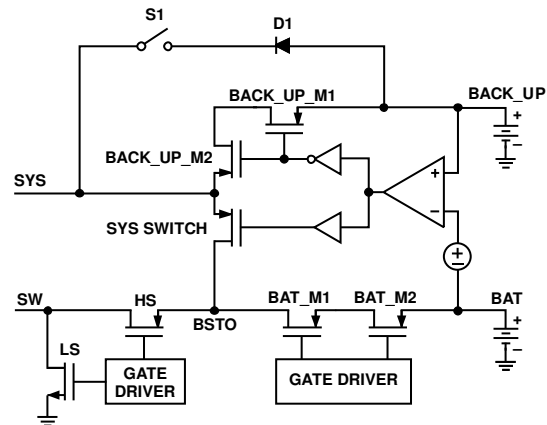 S1
D1
BACK_UP_M1
BACK_UP
+
–
BACK_UP_M2
SYS
+
–
SYS SWITCH
+
–
SW
HS
BSTO
BAT_M1
BAT_M2
BAT
+
–
LS
GATE
DRIVER
GATE DRIVER